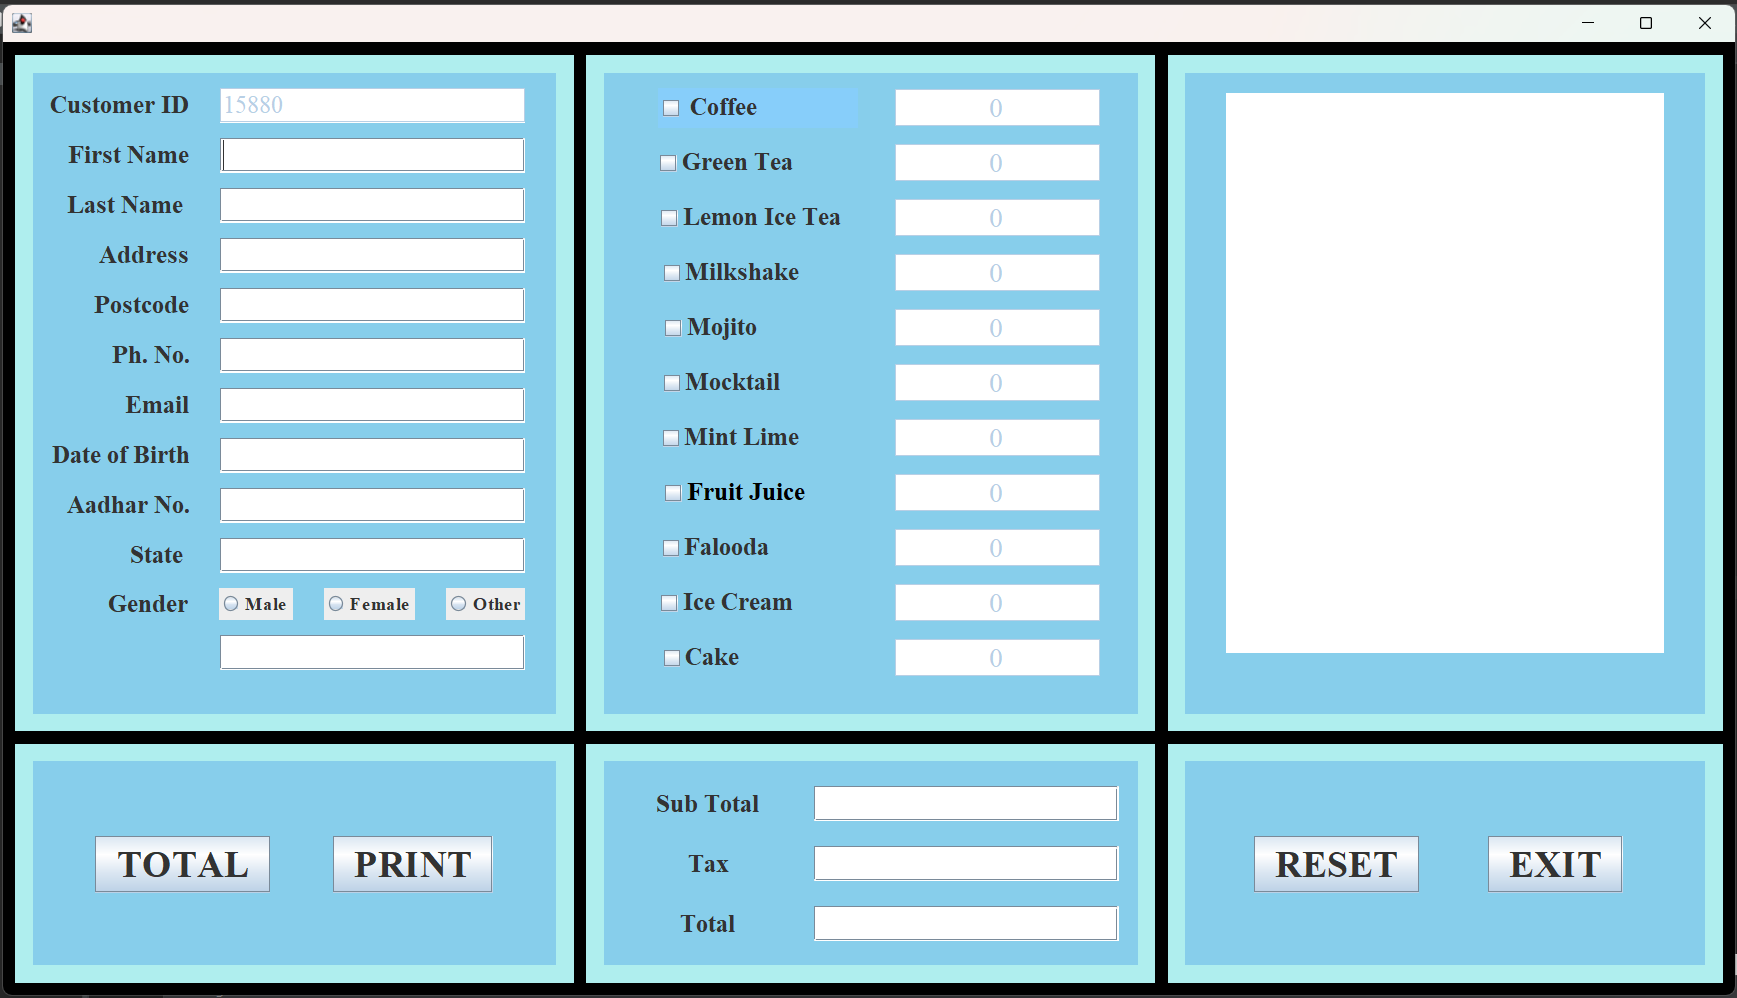 Customer ID 15880
First Name
Last Name
Address
Postcode
Ph. No.
Email
Date of Birth
Aadhar No.
State
Gender Male Female Other
Coffee 0
Green Tea 0
Lemon Ice Tea 0
Milkshake 0
Mojito 0
Mocktail 0
Mint Lime 0
Fruit Juice 0
Falooda 0
Ice Cream 0
Cake 0
TOTAL PRINT
Sub Total
Tax
Total
RESET EXIT